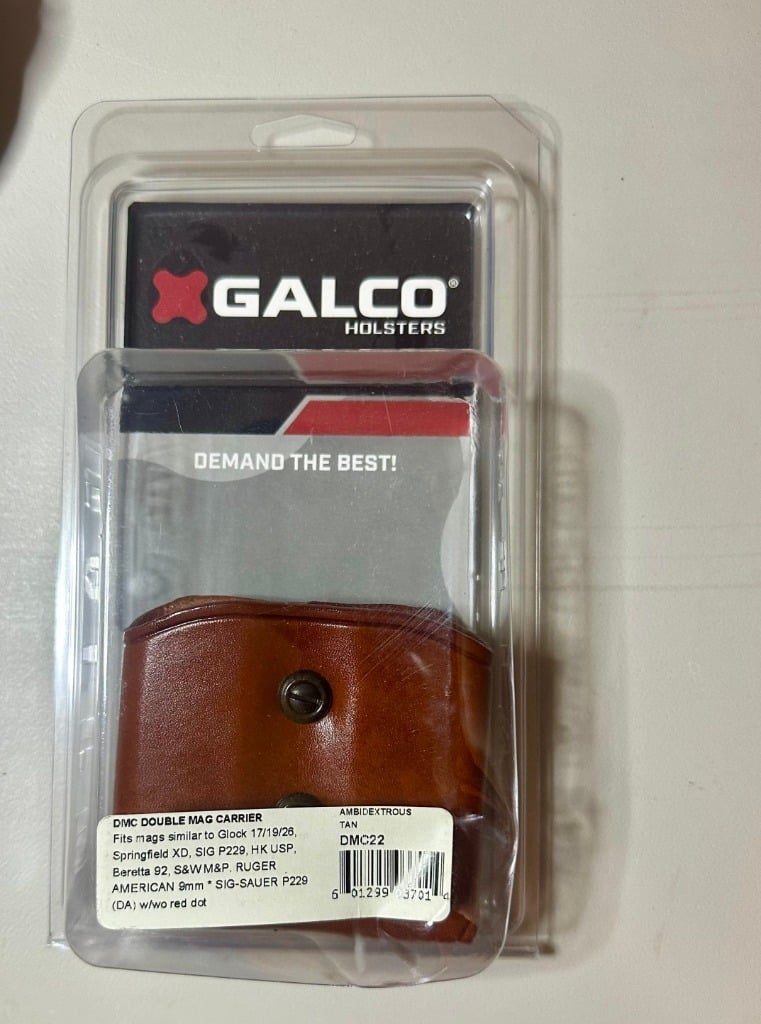 GALCO®
HOLSTERS
DEMAND THE BEST!
DMC DOUBLE MAG CARRIER
Fits mags similar to Glock 17/19/26,
Springfield XD, SIG P229, HK USP,
Beretta 92, S&W M&P. RUGER
AMERICAN 9mm * SIG-SAUER P229
(DA) w/wo red dot
AMBIDEXTROUS
TAN
DMC22
6 01299